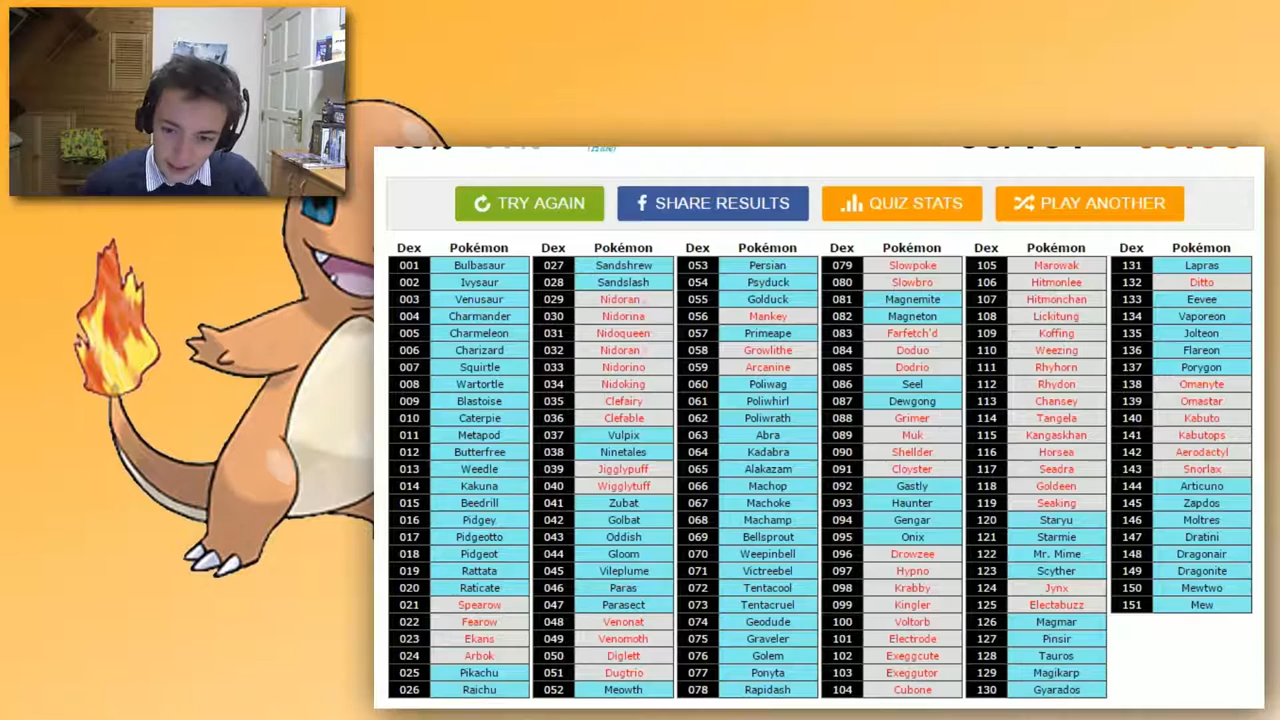 TRY AGAIN SHARE RESULTS QUIZ STATS PLAY ANOTHER
Dex Pokémon Dex Pokémon Dex Pokémon Dex Pokémon Dex Pokémon Dex Pokémon
001 Bulbasaur 027 Sandshrew 053 Persian 079 Slowpoke 105 Marowak 131 Lapras
002 Ivysaur 028 Sandslash 054 Psyduck 080 Slowbro 106 Hitmonlee 132 Ditto
003 Venusaur 029 Nidoran 055 Golduck 081 Magnemite 107 Hitmonchan 133 Eevee
004 Charmander 030 Nidorina 056 Mankey 082 Magneton 108 Lickitung 134 Vaporeon
005 Charmeleon 031 Nidoqueen 057 Primeape 083 Farfetch'd 109 Koffing 135 Jolteon
006 Charizard 032 Nidoran 058 Growlithe 084 Doduo 110 Weezing 136 Flareon
007 Squirtle 033 Nidorino 059 Arcanine 085 Dodrio 111 Rhyhorn 137 Porygon
008 Wartortle 034 Nidoking 060 Poliwag 086 Seel 112 Rhydon 138 Omanyte
009 Blastoise 035 Clefairy 061 Poliwhirl 087 Dewgong 113 Chansey 139 Omastar
010 Caterpie 036 Clefable 062 Poliwrath 088 Grimer 114 Tangela 140 Kabuto
011 Metapod 037 Vulpix 063 Abra 089 Muk 115 Kangaskhan 141 Kabutops
012 Butterfree 038 Ninetales 064 Kadabra 090 Shellder 116 Horsea 142 Aerodactyl
013 Weedle 039 Jigglypuff 065 Alakazam 091 Cloyster 117 Seadra 143 Snorlax
014 Kakuna 040 Wigglytuff 066 Machop 092 Gastly 118 Goldeen 144 Articuno
015 Beedrill 041 Zubat 067 Machoke 093 Haunter 119 Seaking 145 Zapdos
016 Pidgey 042 Golbat 068 Machamp 094 Gengar 120 Staryu 146 Moltres
017 Pidgeotto 043 Oddish 069 Bellsprout 095 Onix 121 Starmie 147 Dratini
018 Pidgeot 044 Gloom 070 Weepinbell 096 Drowzee 122 Mr. Mime 148 Dragonair
019 Rattata 045 Vileplume 071 Victreebel 097 Hypno 123 Scyther 149 Dragonite
020 Raticate 046 Paras 072 Tentacool 098 Krabby 124 Jynx 150 Mewtwo
021 Spearow 047 Parasect 073 Tentacruel 099 Kingler 125 Electabuzz 151 Mew
022 Fearow 048 Venonat 074 Geodude 100 Voltorb 126 Magmar
023 Ekans 049 Venomoth 075 Graveler 101 Electrode 127 Pinsir
024 Arbok 050 Diglett 076 Golem 102 Exeggcute 128 Tauros
025 Pikachu 051 Dugtrio 077 Ponyta 103 Exeggutor 129 Magikarp
026 Raichu 052 Meowth 078 Rapidash 104 Cubone 130 Gyarados